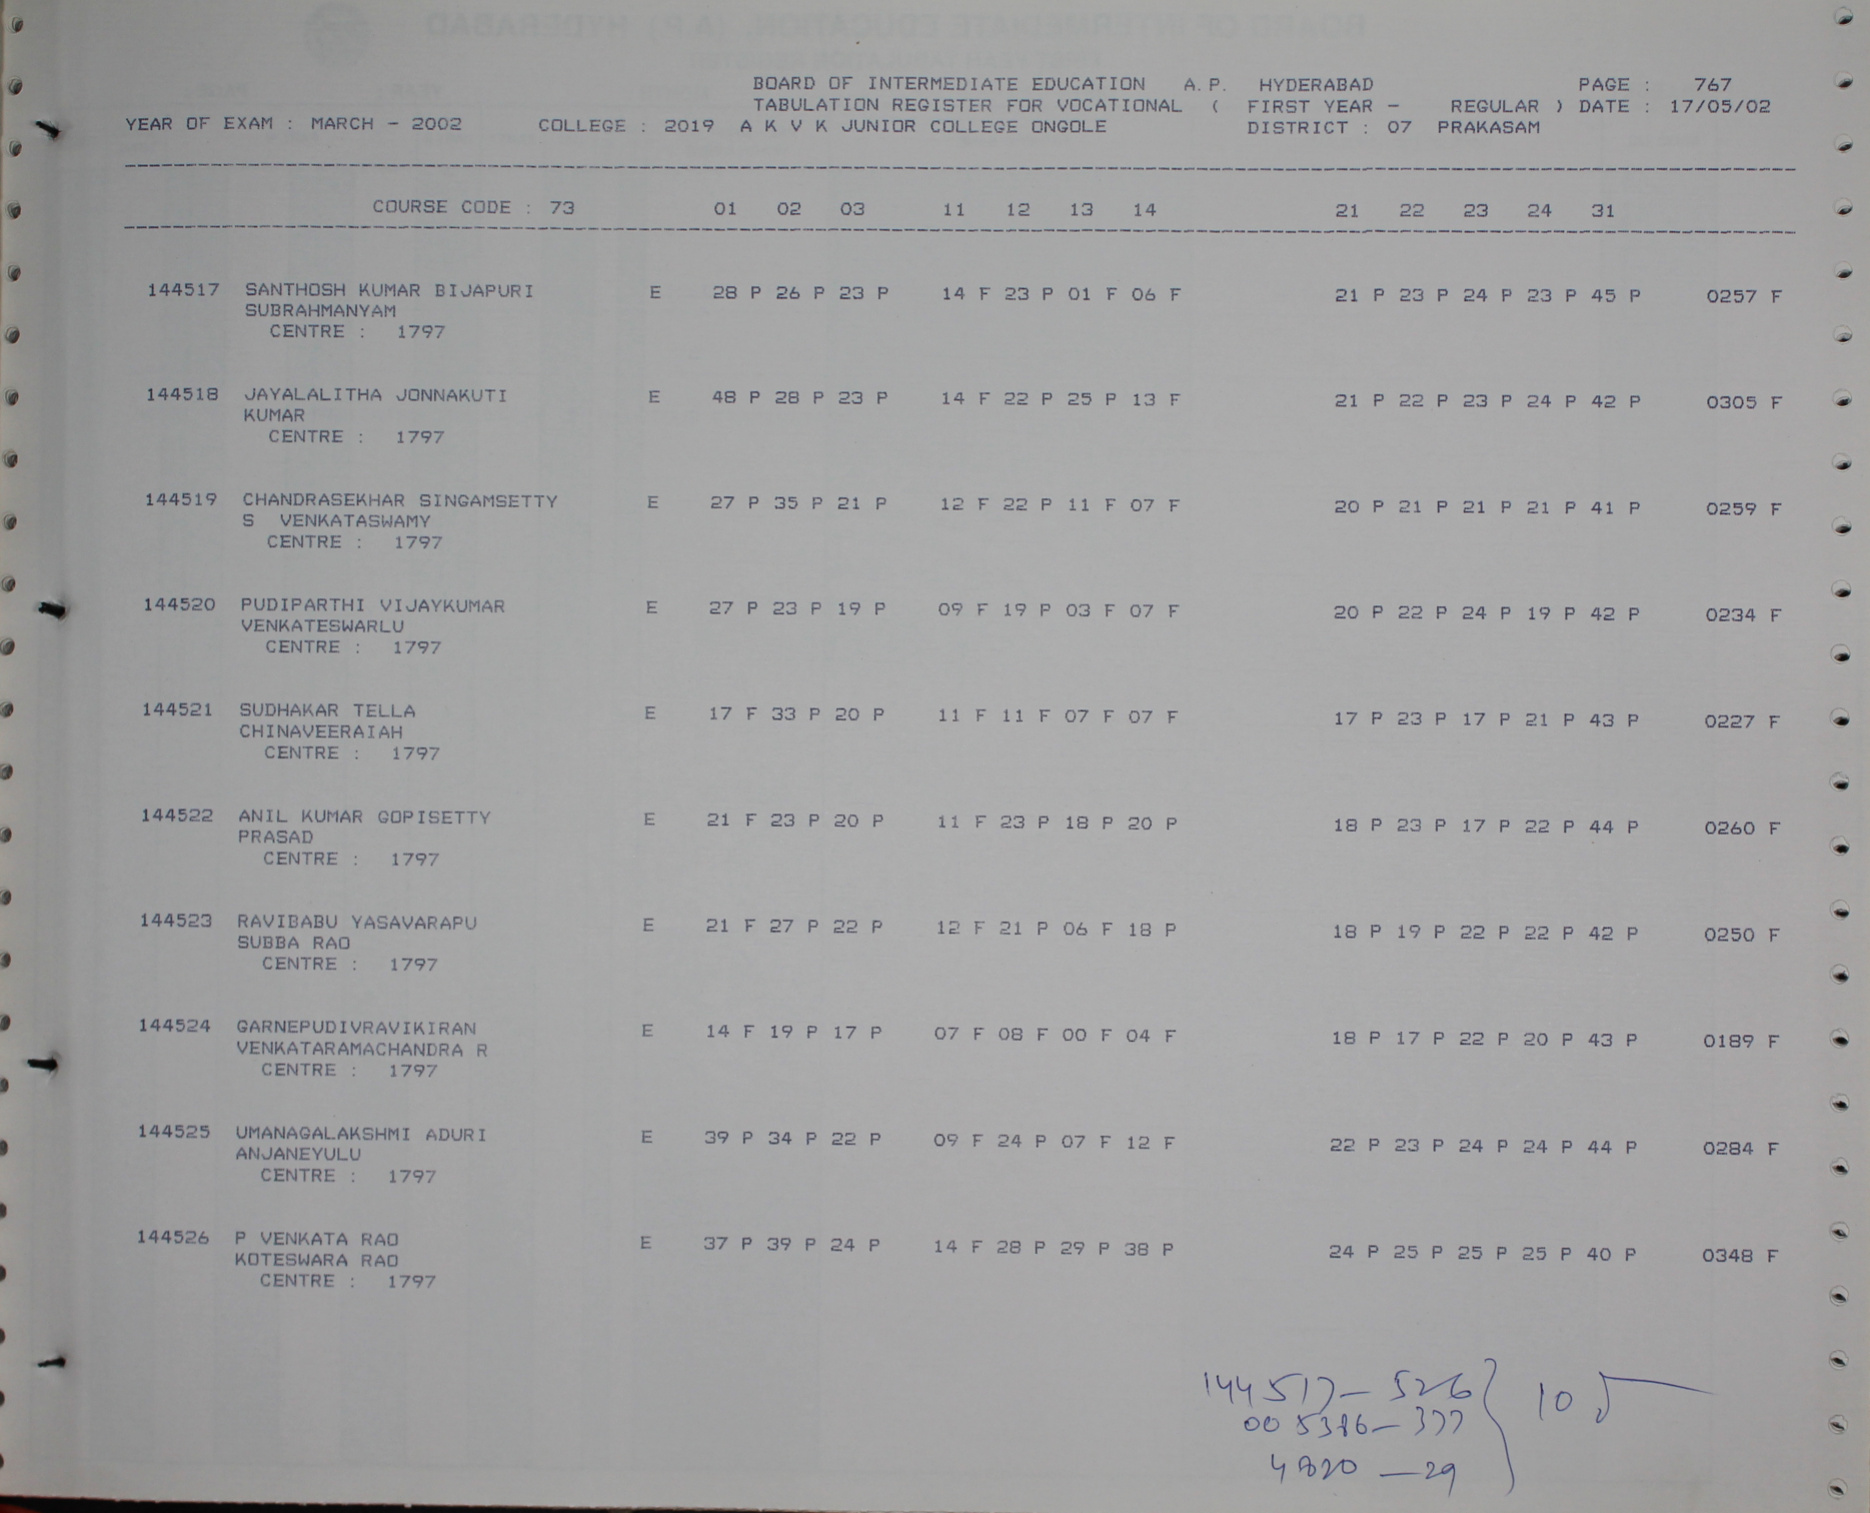 BOARD OF INTERMEDIATE EDUCATION A.P. HYDERABAD PAGE : 767
TABULATION REGISTER FOR VOCATIONAL ( FIRST YEAR - REGULAR ) DATE : 17/05/02
YEAR OF EXAM : MARCH - 2002 COLLEGE : 2019 A K V K JUNIOR COLLEGE ONGOLE DISTRICT : 07 PRAKASAM
COURSE CODE : 73 01 02 03 11 12 13 14 21 22 23 24 31
144517 SANTHOSH KUMAR BIJAPURI E 28 P 26 P 23 P 14 F 23 P 01 F 06 F 21 P 23 P 24 P 23 P 45 P 0257 F
SUBRAHMANYAM
CENTRE : 1797
144518 JAYALALITHA JONNAKUTI E 48 P 28 P 23 P 14 F 22 P 25 P 13 F 21 P 22 P 23 P 24 P 42 P 0305 F
KUMAR
CENTRE : 1797
144519 CHANDRASEKHAR SINGAMSETTY E 27 P 35 P 21 P 12 F 22 P 11 F 07 F 20 P 21 P 21 P 21 P 41 P 0259 F
S VENKATASWAMY
CENTRE : 1797
144520 PUDIPARTHI VIJAYKUMAR E 27 P 23 P 19 P 09 F 19 P 03 F 07 F 20 P 22 P 24 P 19 P 42 P 0234 F
VENKATESWARLU
CENTRE : 1797
144521 SUDHAKAR TELLA E 17 F 33 P 20 P 11 F 11 F 07 F 07 F 17 P 23 P 17 P 21 P 43 P 0227 F
CHINAVEERAIAH
CENTRE : 1797
144522 ANIL KUMAR GOPISETTY E 21 F 23 P 20 P 11 F 23 P 18 P 20 P 18 P 23 P 17 P 22 P 44 P 0260 F
PRASAD
CENTRE : 1797
144523 RAVIBABU YASAVARAPU E 21 F 27 P 22 P 12 F 21 P 06 F 18 P 18 P 19 P 22 P 22 P 42 P 0250 F
SUBBA RAO
CENTRE : 1797
144524 GARNEPUDIVRAVIKIRAN E 14 F 19 P 17 P 07 F 08 F 00 F 04 F 18 P 17 P 22 P 20 P 43 P 0189 F
VENKATARAMACHANDRA R
CENTRE : 1797
144525 UMANAGALAKSHMI ADURI E 39 P 34 P 22 P 09 F 24 P 07 F 12 F 22 P 23 P 24 P 24 P 44 P 0284 F
ANJANEYULU
CENTRE : 1797
144526 P VENKATA RAO E 37 P 39 P 24 P 14 F 28 P 29 P 38 P 24 P 25 P 25 P 25 P 40 P 0348 F
KOTESWARA RAO
CENTRE : 1797
144517 - 526 10
4820 - 29